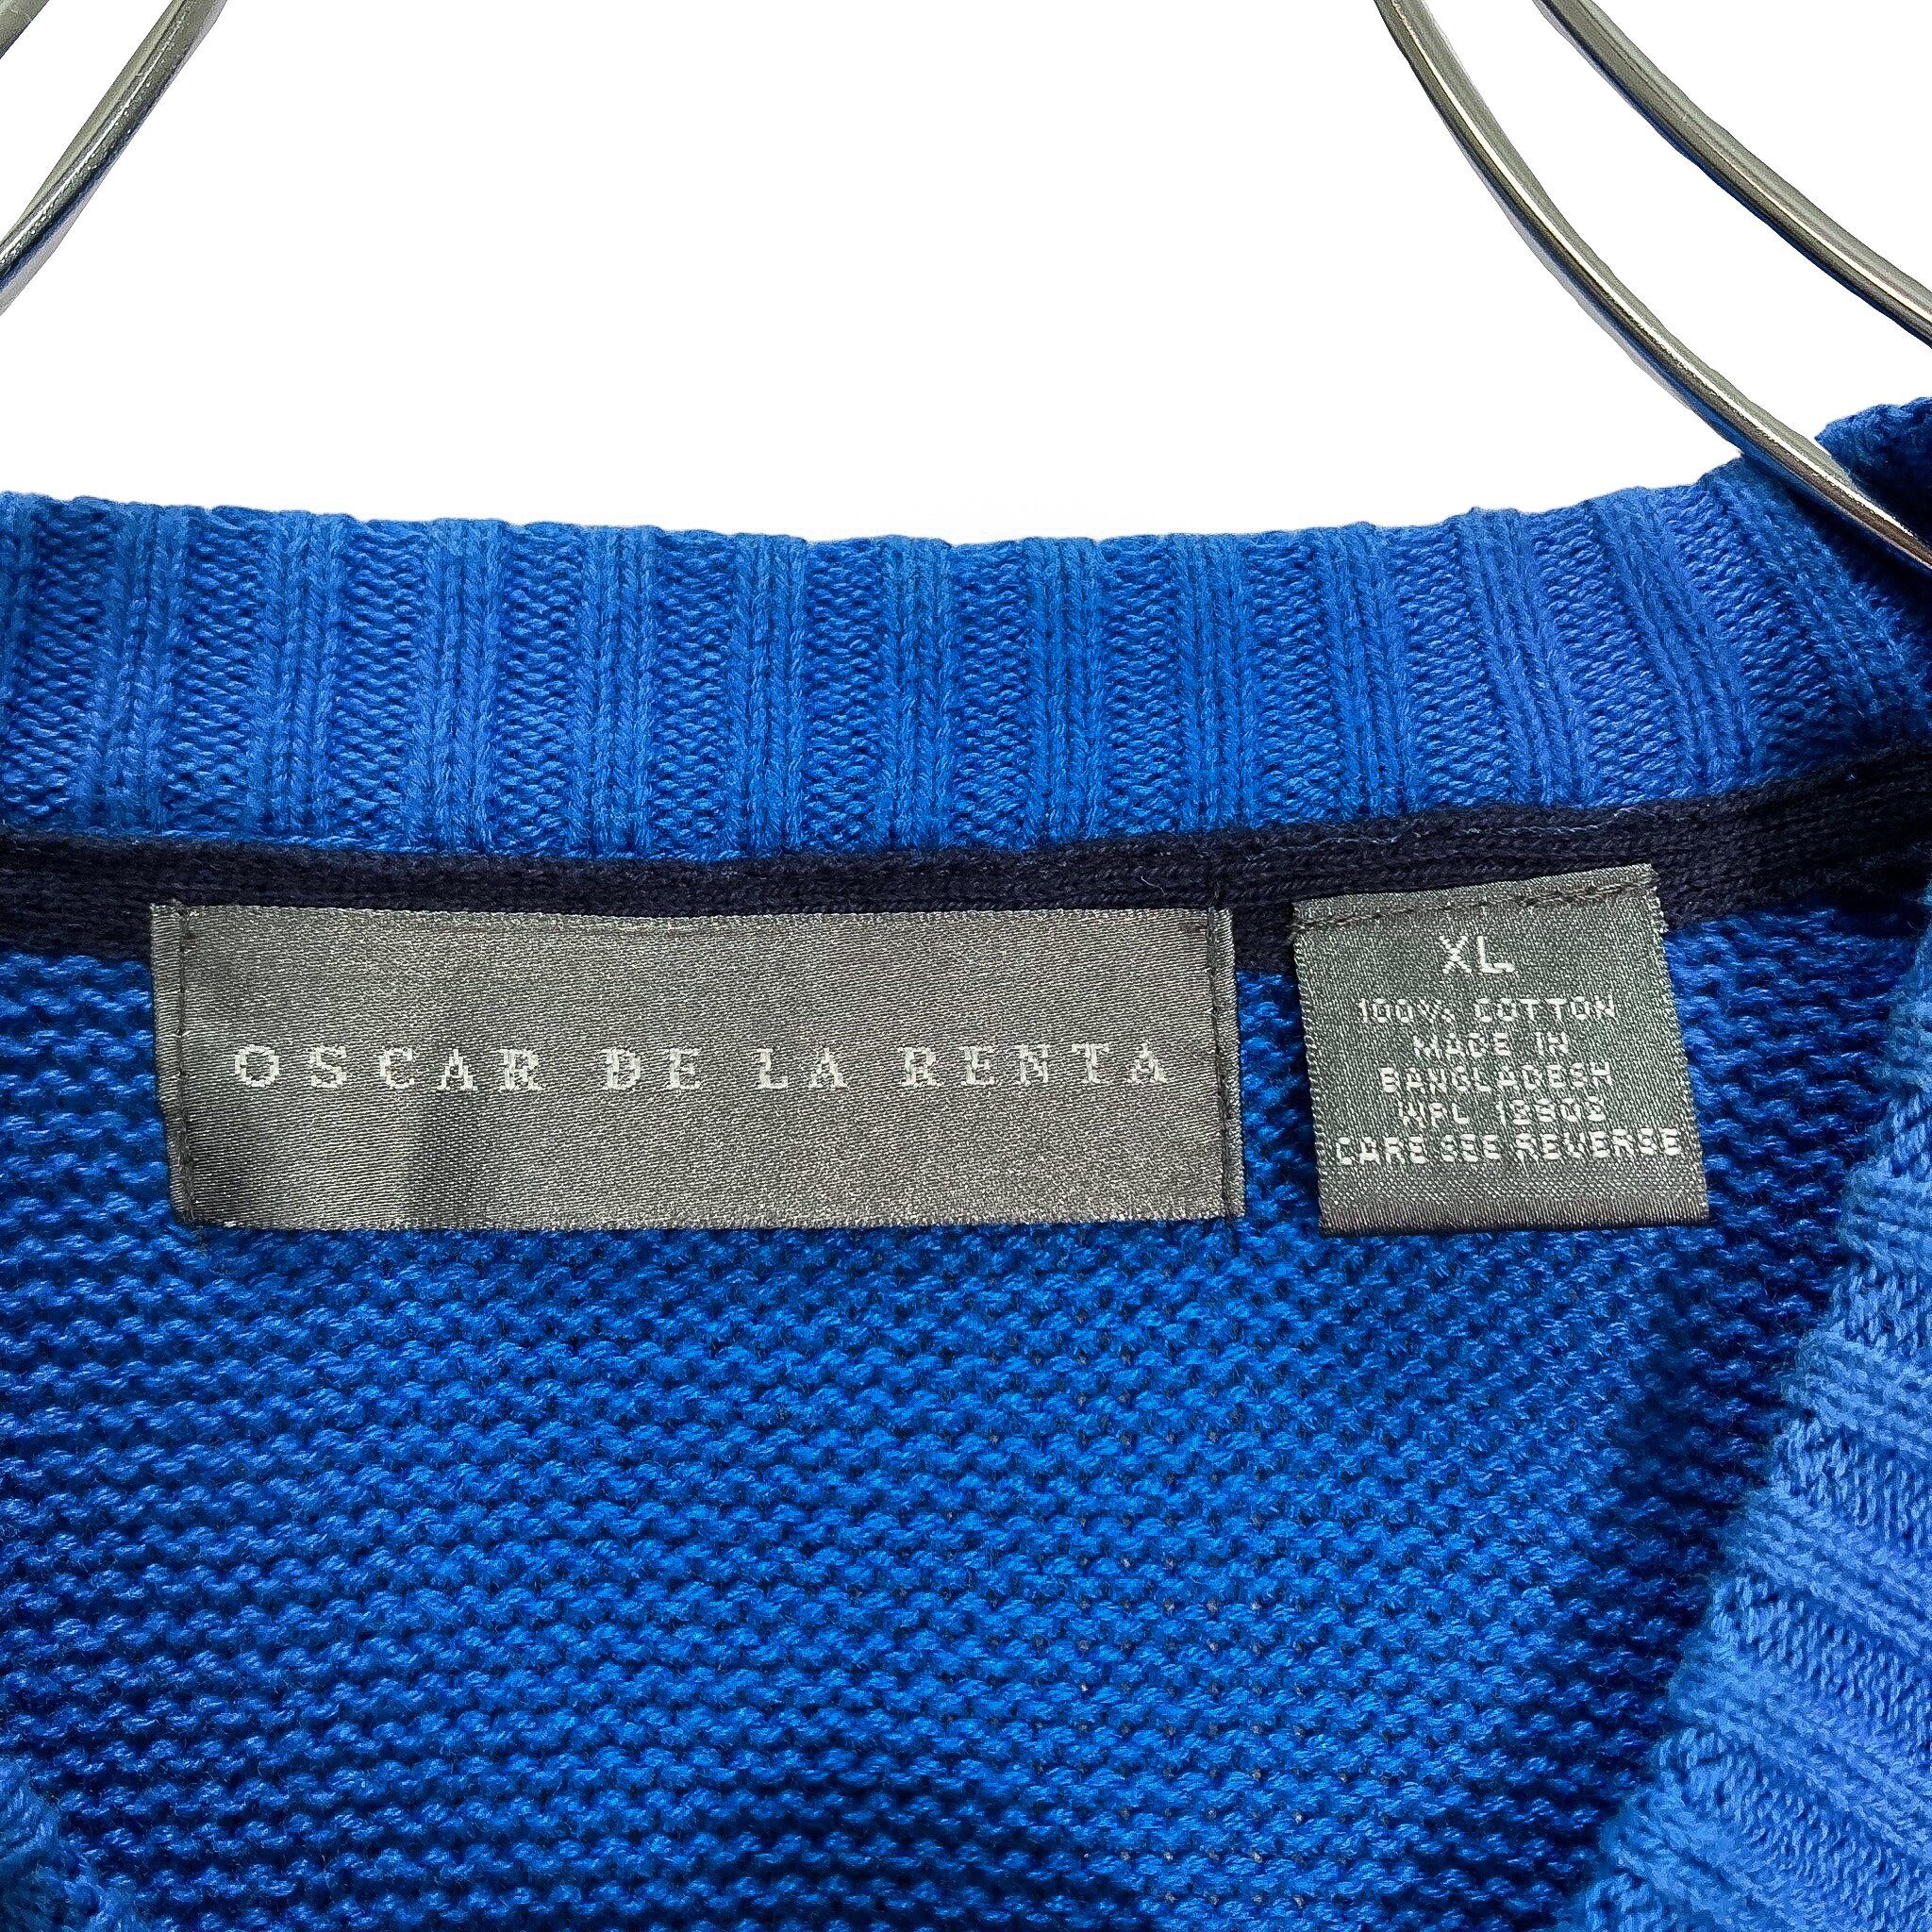 OSCAR DE LA RENTA
XL
100% COTTON
MADE IN
BANGLADESH
CARE SEE REVERSE